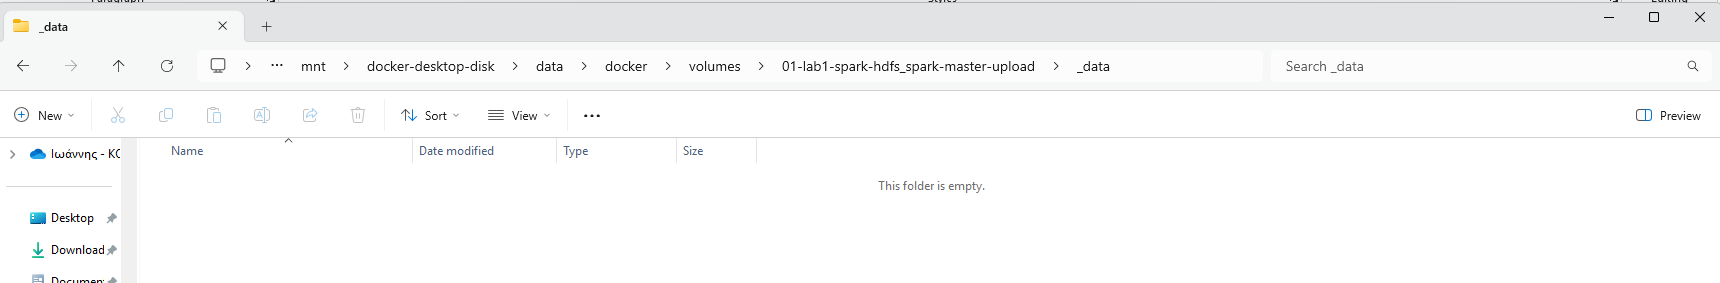 _data
mnt > docker-desktop-disk > data > docker > volumes > 01-lab1-spark-hdfs_spark-master-upload > _data
Search _data
New
Sort
View
Preview
Name
Date modified
Type
Size
Ιωάννης - ΚΟ
This folder is empty.
Desktop
Download